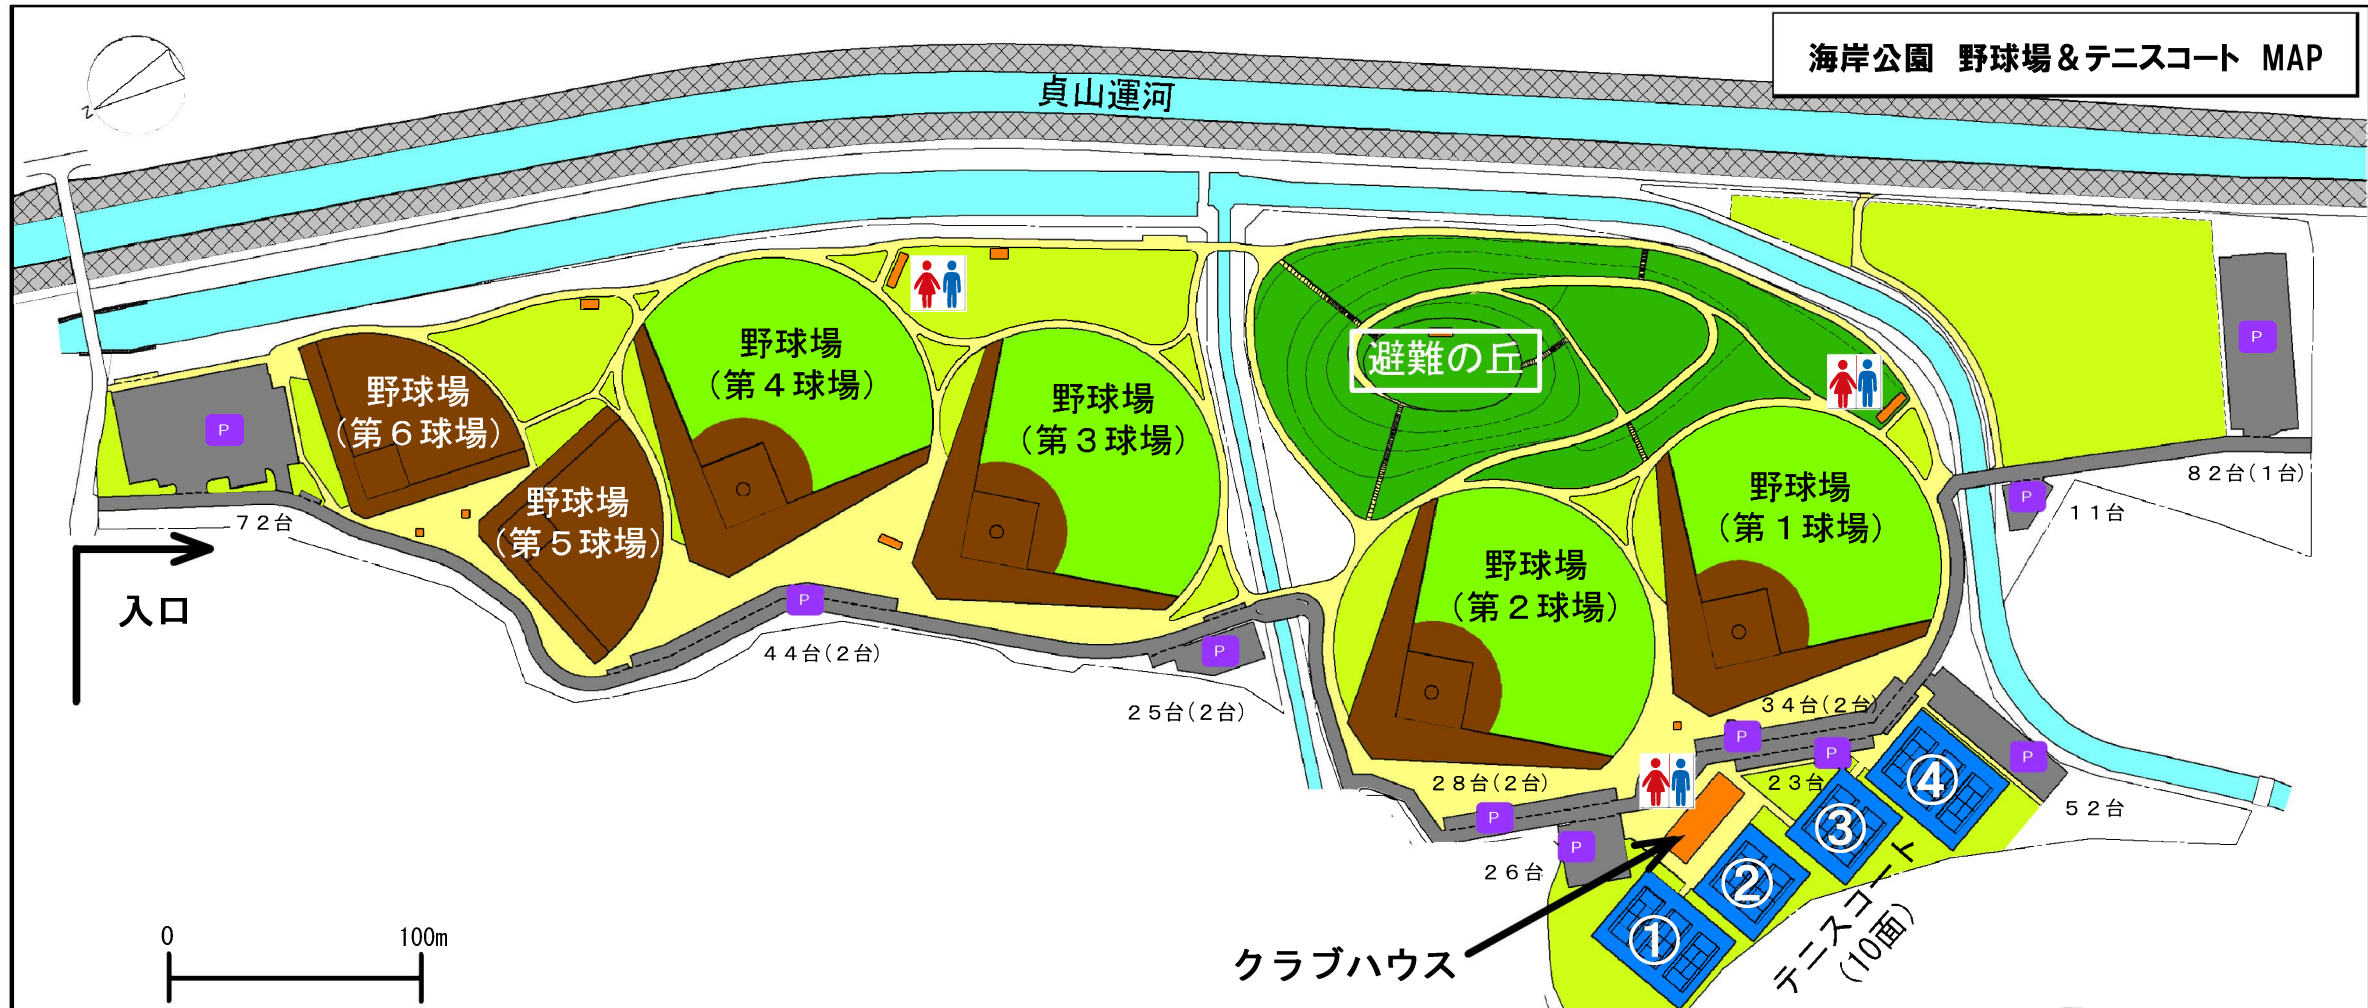 海岸公園 野球場＆テニスコート MAP
貞山運河
N
避難の丘
野球場
（第４球場）
野球場
（第６球場）
野球場
（第３球場）
野球場
（第５球場）
野球場
（第１球場）
野球場
（第２球場）
P
P
P
P
P
P
P
P
P
P
７２台
８２台（１台）
１１台
入口
４４台（２台）
２５台（２台）
３４台（２台）
２８台（２台）
２３台
５２台
２６台
④
③
②
①
テニスコート
（10面）
クラブハウス
0 100m